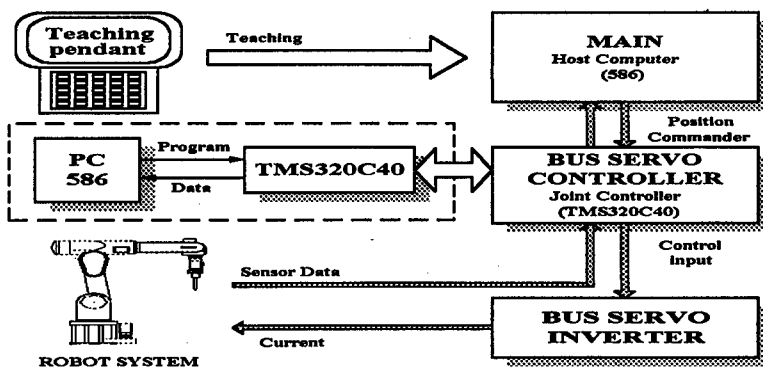 Teaching
pendant
Teaching
MAIN
Host Computer
(586)
Position
Commander
PC
586
Program
Data
TMS320C40
BUS SERVO
CONTROLLER
Joint Controller
(TMS320C40)
Control
input
Sensor Data
Current
BUS SERVO
INVERTER
ROBOT SYSTEM